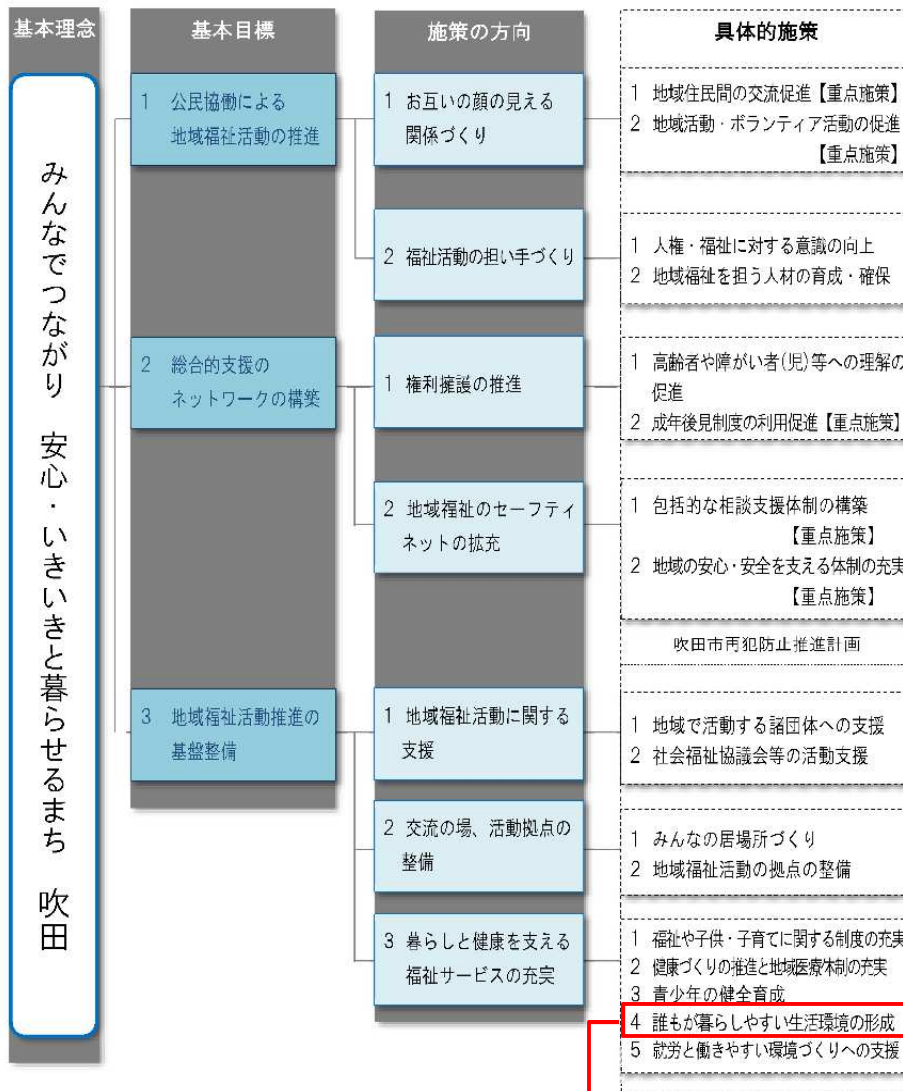 基本理念
みんなでつながり　安心・いきいきと暮らせるまち　吹田
基本目標
1　公民協働による
地域福祉活動の推進
2　総合的支援の
ネットワークの構築
3　地域福祉活動推進の
基盤整備
施策の方向
1 お互いの顔の見える
関係づくり
2 福祉活動の担い手づくり
1 権利擁護の推進
2 地域福祉のセーフティ
ネットの拡充
1 地域福祉活動に関する
支援
2 交流の場、活動拠点の
整備
3 暮らしと健康を支える
福祉サービスの充実
具体的施策
1 地域住民間の交流促進【重点施策】
2 地域活動・ボランティア活動の促進
【重点施策】
1 人権・福祉に対する意識の向上
2 地域福祉を担う人材の育成・確保
1 高齢者や障がい者(児)等への理解の
促進
2 成年後見制度の利用促進【重点施策】
1 包括的な相談支援体制の構築
【重点施策】
2 地域の安心・安全を支える体制の充実
【重点施策】
吹田市再犯防止推進計画
1 地域で活動する諸団体への支援
2 社会福祉協議会等の活動支援
1 みんなの居場所づくり
2 地域福祉活動の拠点の整備
1 福祉や子供・子育てに関する制度の充実
2 健康づくりの推進と地域医療体制の充実
3 青少年の健全育成
4 誰もが暮らしやすい生活環境の形成
5 就労と働きやすい環境づくりへの支援